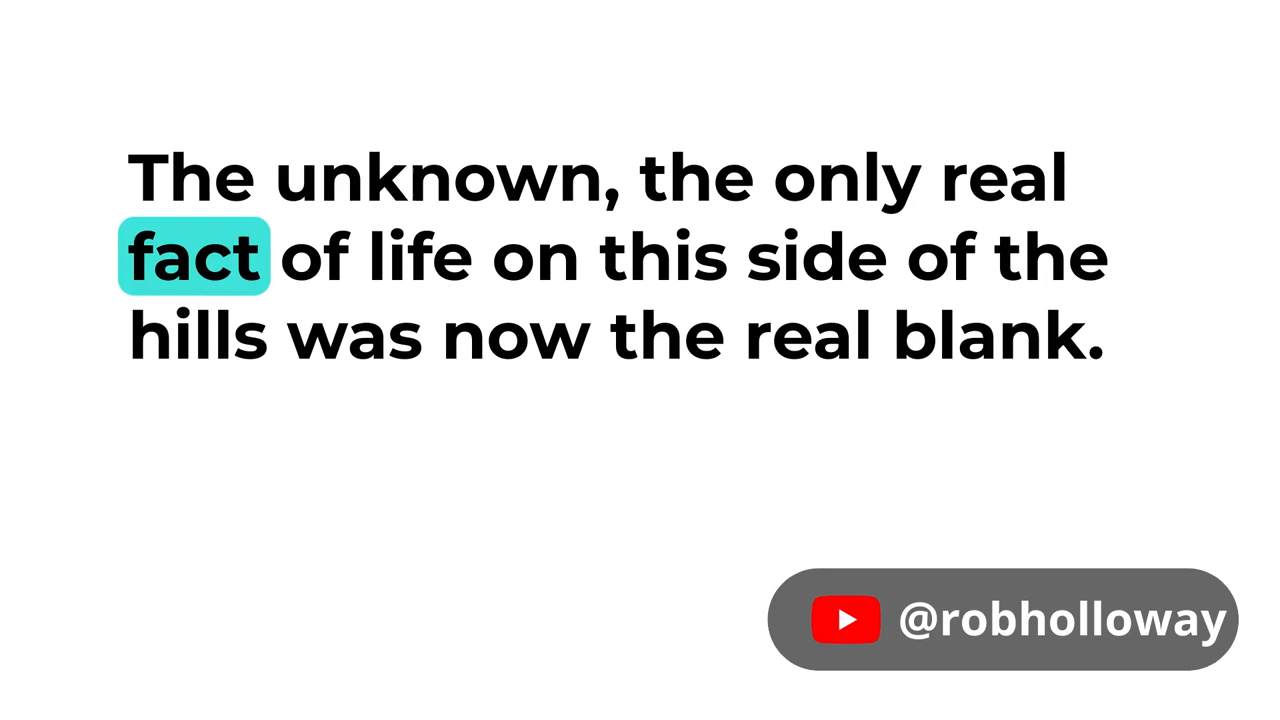 The unknown, the only real
fact of life on this side of the
hills was now the real blank.
@robholloway